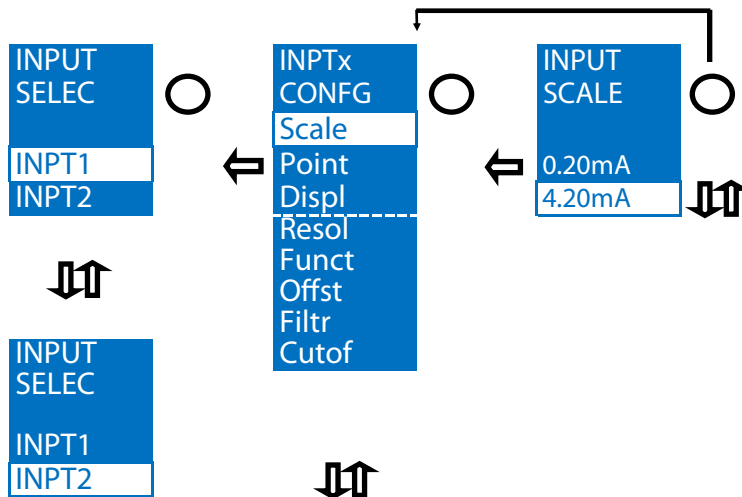 INPUT
SELEC
INPT1
INPT2
INPTx
CONFG
Scale
Point
Displ
Resol
Funct
Offst
Filtr
Cutof
INPUT
SCALE
0.20mA
4.20mA
INPUT
SELEC
INPT1
INPT2